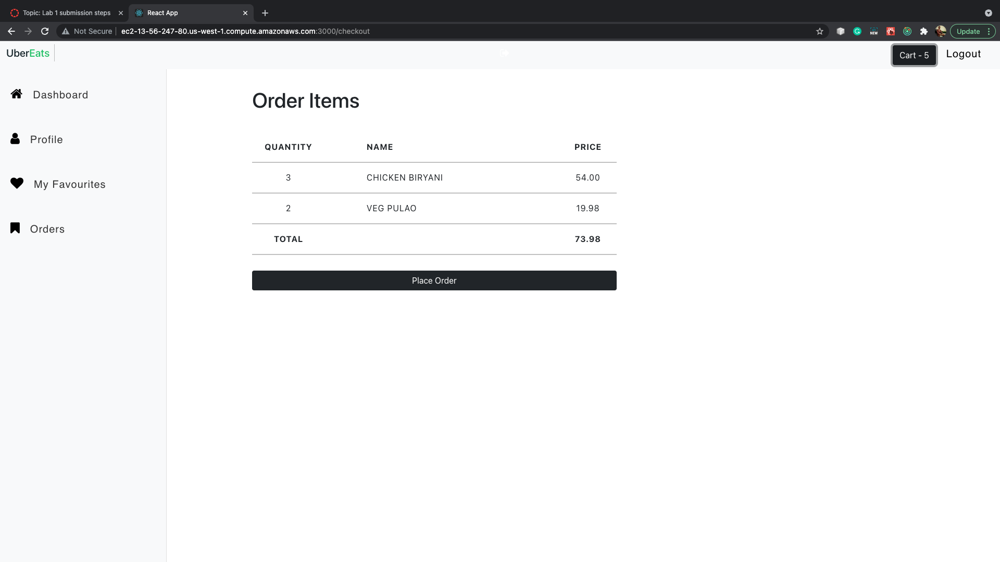 Topic: Lab 1 submission steps
React App
Not Secure
ec2-13-56-247-80.us-west-1.compute.amazonaws.com:3000/checkout
NEW
Update
UberEats
Cart - 5
Logout
Dashboard
Profile
My Favourites
Orders
Order Items
QUANTITY NAME PRICE
3 CHICKEN BIRYANI 54.00
2 VEG PULAO 19.98
TOTAL 73.98
Place Order